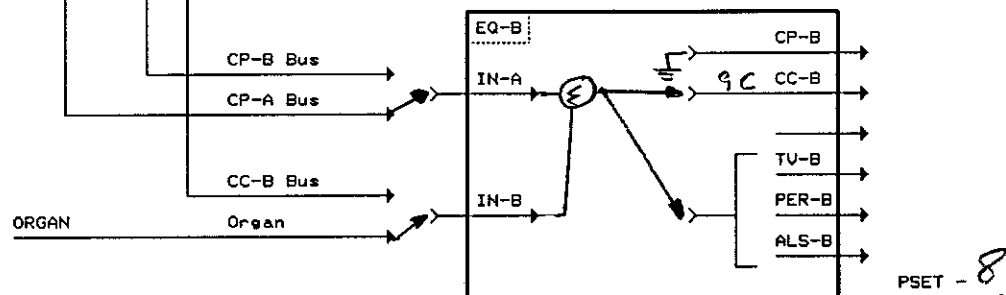 EQ-B
CP-B
CP-B Bus
IN-A
9C CC-B
CP-A Bus
TV-B
CC-B Bus
IN-B
PER-B
ORGAN
Organ
ALS-B
PSET - 8